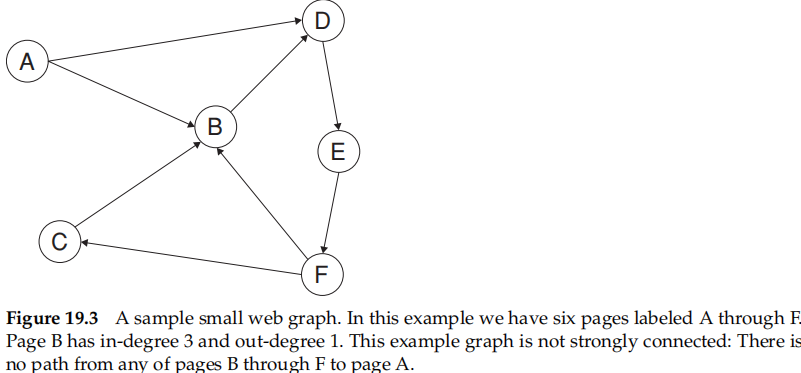 D
A
B
E
C
F
Figure 19.3 A sample small web graph. In this example we have six pages labeled A through F.
Page B has in-degree 3 and out-degree 1. This example graph is not strongly connected: There is
no path from any of pages B through F to page A.